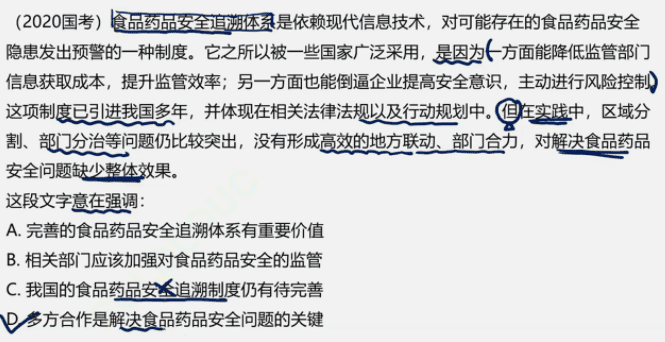 （2020国考）食品药品安全追溯体系是依赖现代信息技术，对可能存在的食品药品安全
隐患发出预警的一种制度。它之所以被一些国家广泛采用，是因为一方面能降低监管部门
信息获取成本，提升监管效率；另一方面也能倒逼企业提高安全意识，主动进行风险控制。
这项制度已引进我国多年，并体现在相关法律法规以及行动规划中。但在实践中，区域分
割、部门分治等问题仍比较突出，没有形成高效的地方联动、部门合力，对解决食品药品
安全问题缺少整体效果。
这段文字意在强调：
A. 完善的食品药品安全追溯体系有重要价值
B. 相关部门应该加强对食品药品安全的监管
C. 我国的食品药品安全追溯制度仍有待完善
D. 多方合作是解决食品药品安全问题的关键